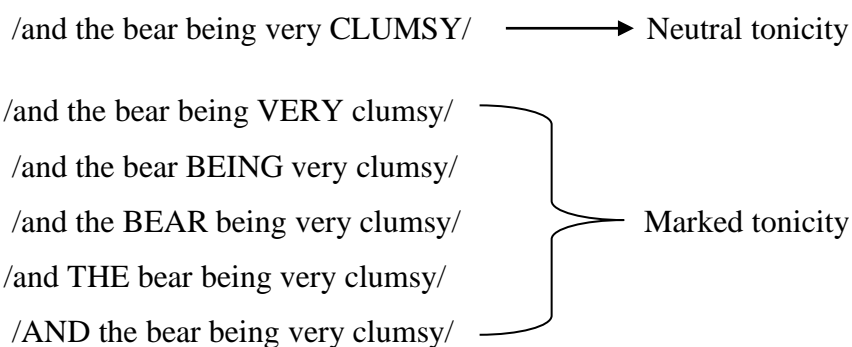 /and the bear being very CLUMSY/ Neutral tonicity
/and the bear being VERY clumsy/
/and the bear BEING very clumsy/
/and the BEAR being very clumsy/ Marked tonicity
/and THE bear being very clumsy/
/AND the bear being very clumsy/